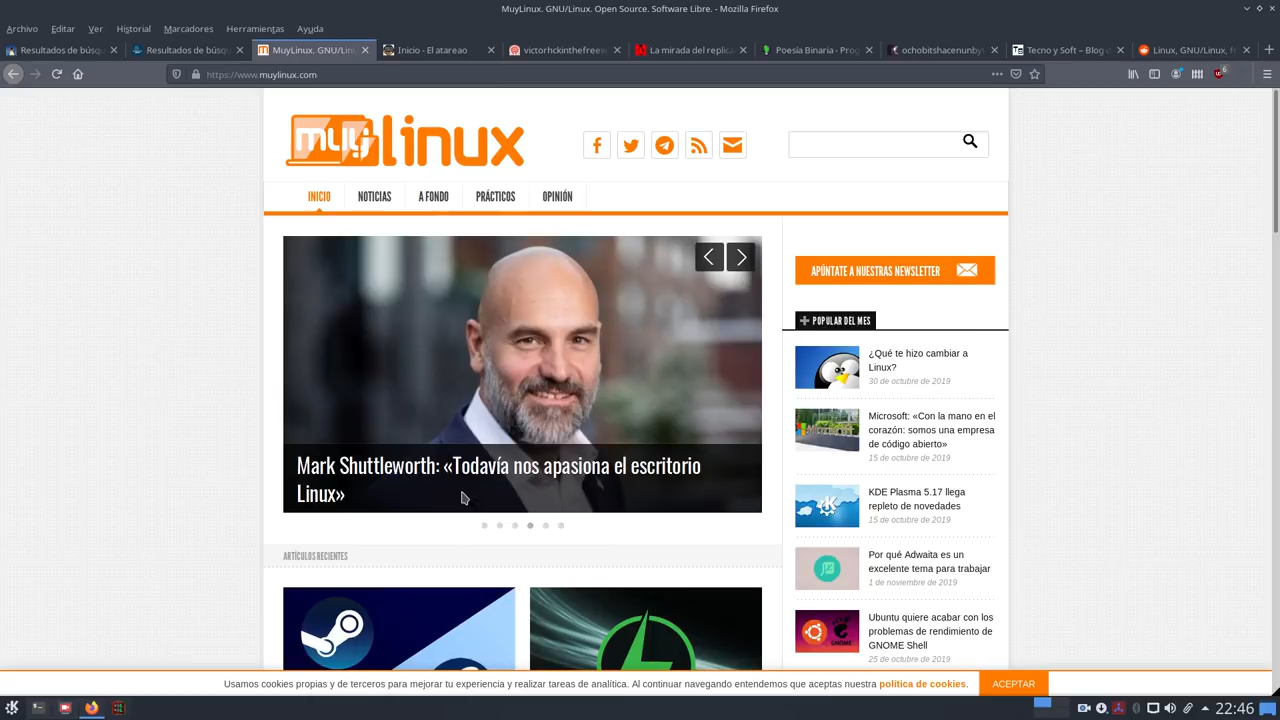 MuyLinux. GNU/Linux. Open Source. Software Libre. - Mozilla Firefox
Archivo Editar Ver Historial Marcadores Herramientas Ayuda
Resultados de búsq
Resultados de búsqu
MuyLinux. GNU/Lin
Inicio - El atareao
victorhckinthefreew
La mirada del replica
Poesía Binaria - Prog
ochobitshacenunbyt
Tecno y Soft – Blog d
Linux, GNU/Linux, f
https://www.muylinux.com
6
muylinux
INICIO NOTICIAS A FONDO PRÁCTICOS OPINIÓN
Mark Shuttleworth: «Todavía nos apasiona el escritorio
Linux»
ARTÍCULOS RECIENTES
APÚNTATE A NUESTRAS NEWSLETTER
POPULAR DEL MES
¿Qué te hizo cambiar a
Linux?
30 de octubre de 2019
Microsoft: «Con la mano en el
corazón: somos una empresa
de código abierto»
15 de octubre de 2019
KDE Plasma 5.17 llega
repleto de novedades
15 de octubre de 2019
Por qué Adwaita es un
excelente tema para trabajar
1 de noviembre de 2019
Ubuntu quiere acabar con los
problemas de rendimiento de
GNOME Shell
25 de octubre de 2019
Usamos cookies propias y de terceros para mejorar tu experiencia y realizar tareas de analítica. Al continuar navegando entendemos que aceptas nuestra política de cookies. ACEPTAR
22:46